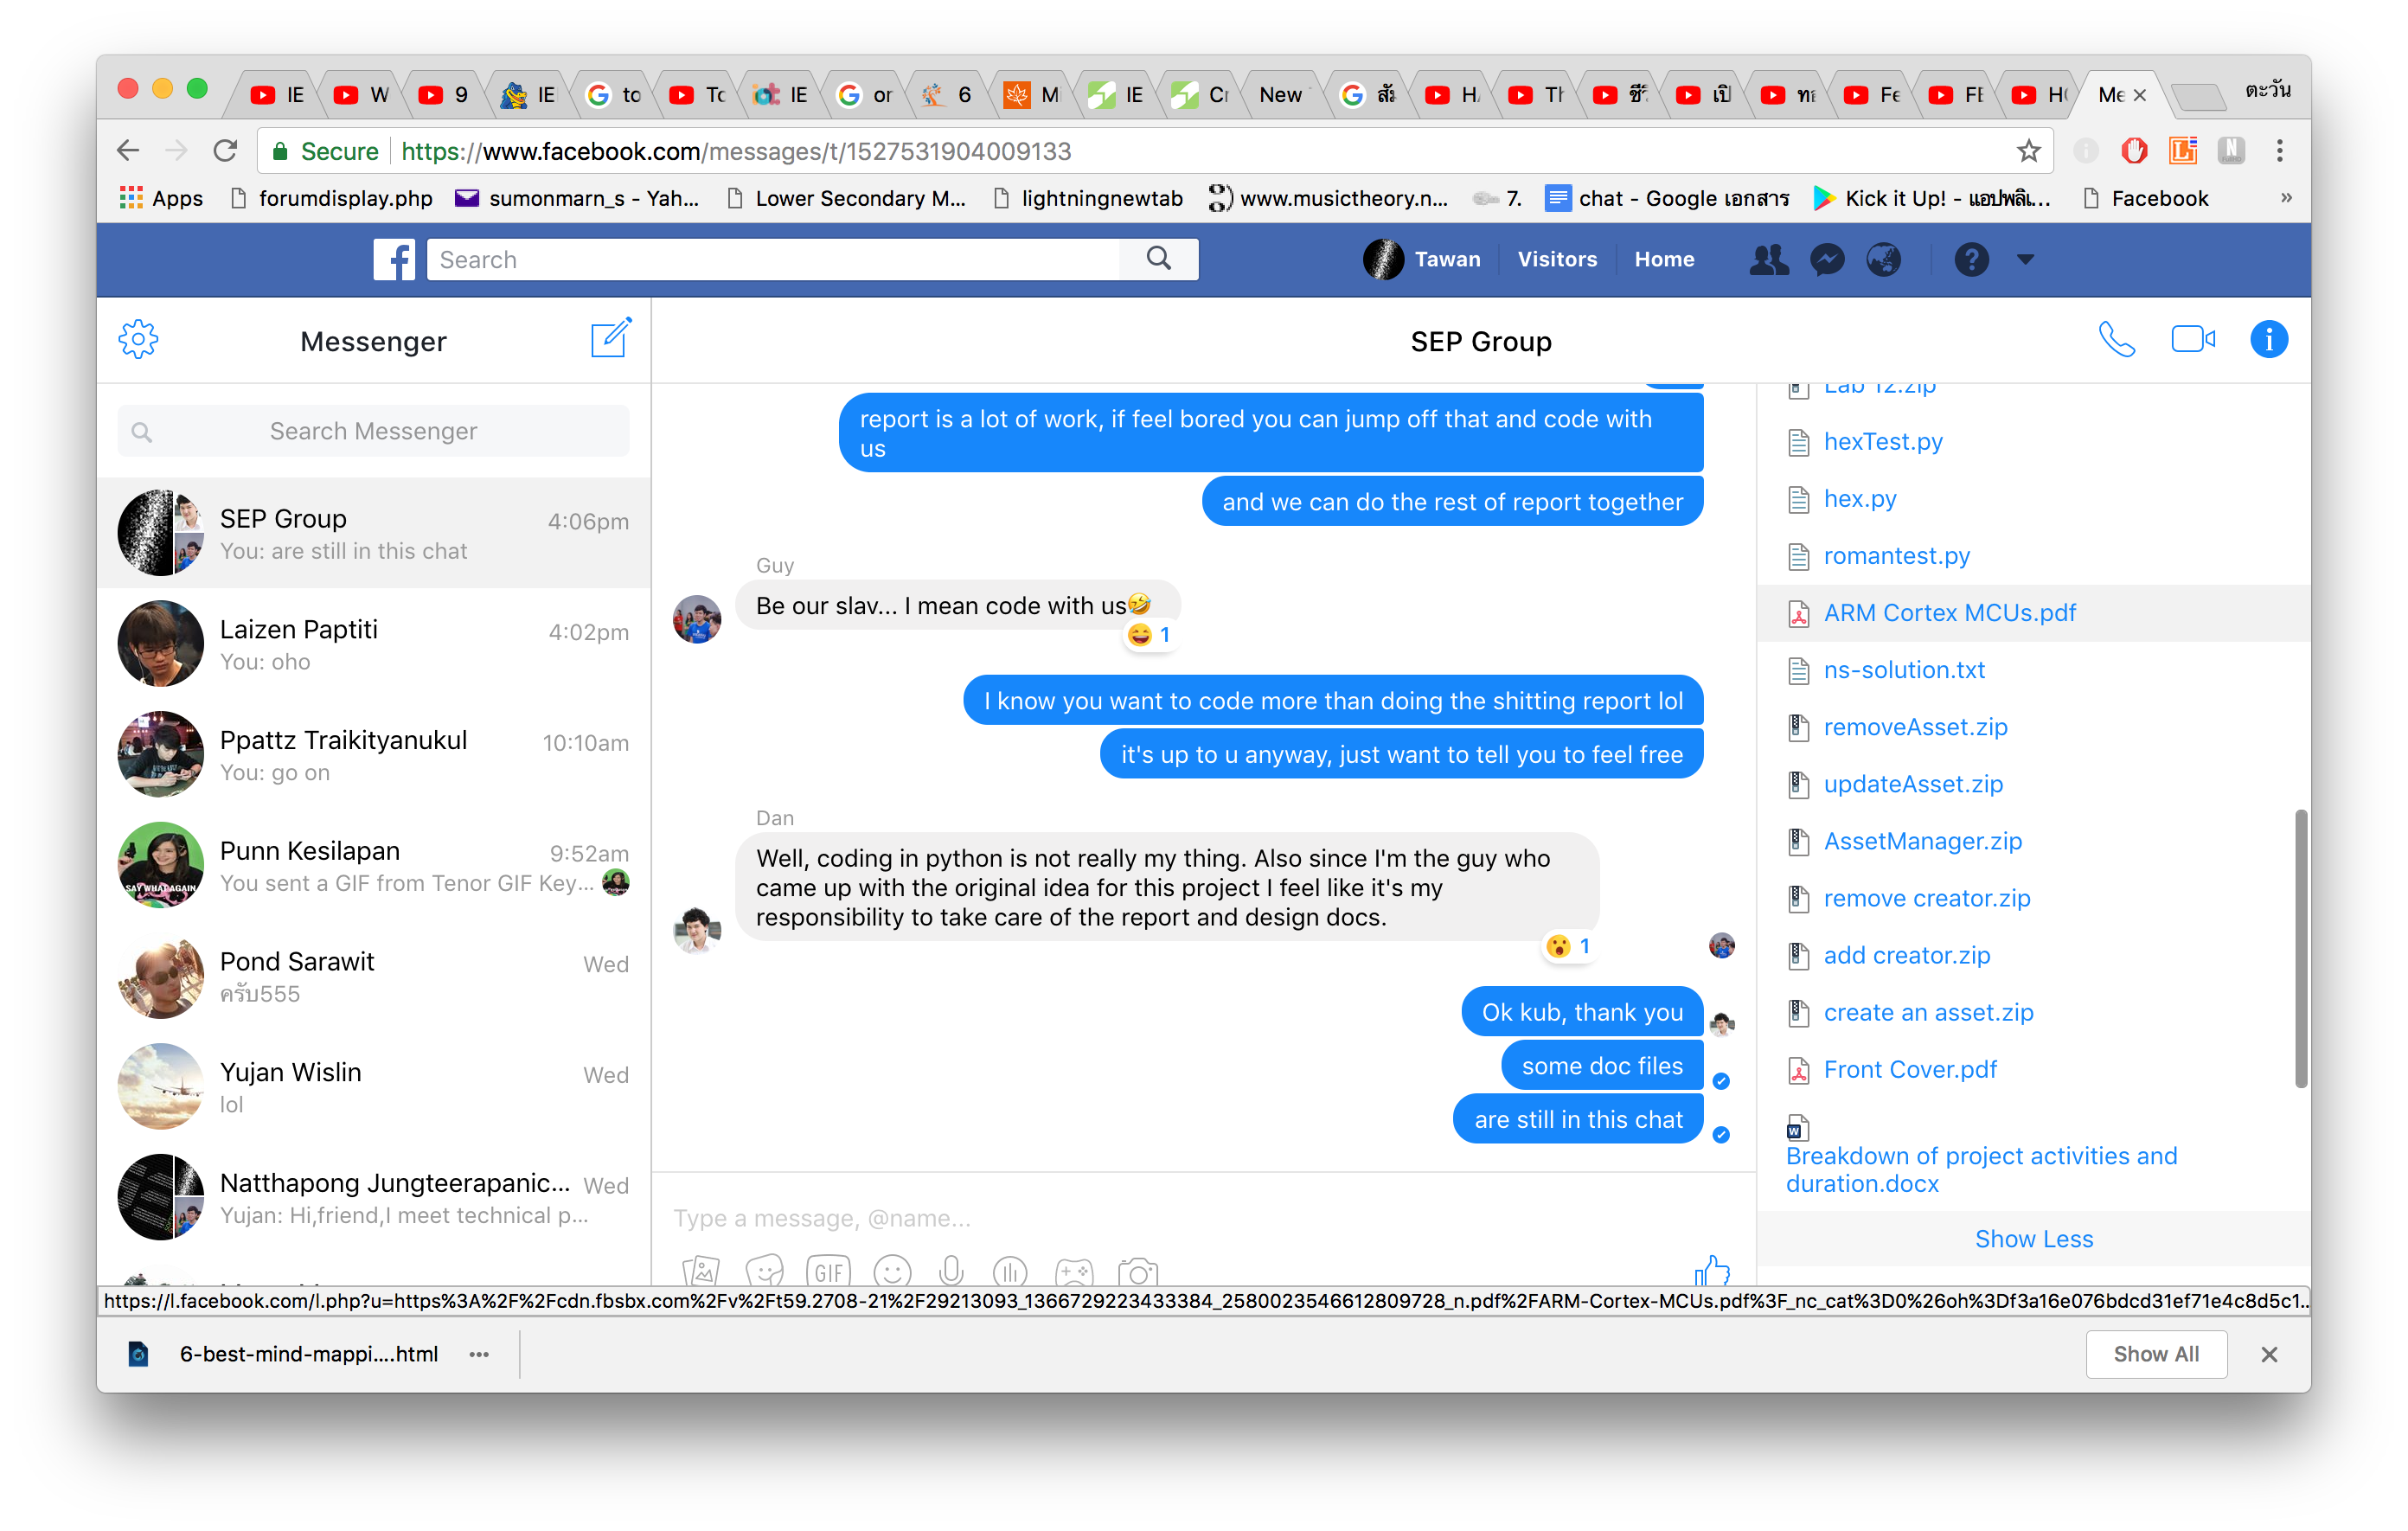 IE
W
9
IE
to
To
IE
or
6
M
IE
Cr
New
สัม
HA
Th
ชีวิ
เปิ
ทอ
Fe
FE
HO
Me
ตะวัน
Secure https://www.facebook.com/messages/t/1527531904009133
Apps forumdisplay.php sumonmarn_s - Yah... Lower Secondary M... lightningnewtab www.musictheory.n... 7. chat - Google เอกสาร Kick it Up! - แอปพลิเ... Facebook »
Search Tawan Visitors Home
Messenger
SEP Group
Search Messenger
SEP Group 4:06pm
You: are still in this chat
Laizen Paptiti 4:02pm
You: oho
Ppattz Traikityanukul 10:10am
You: go on
Punn Kesilapan 9:52am
You sent a GIF from Tenor GIF Key...
SAY WHAT AGAIN
Pond Sarawit Wed
ครับ555
Yujan Wislin Wed
lol
Natthapong Jungteerapanic... Wed
Yujan: Hi,friend,I meet technical p...
report is a lot of work, if feel bored you can jump off that and code with
us
and we can do the rest of report together
Guy
Be our slav... I mean code with us🤣
😆 1
I know you want to code more than doing the shitting report lol
it's up to u anyway, just want to tell you to feel free
Dan
Well, coding in python is not really my thing. Also since I'm the guy who
came up with the original idea for this project I feel like it's my
responsibility to take care of the report and design docs.
😮 1
Ok kub, thank you
some doc files
are still in this chat
Type a message, @name...
GIF
Lab 12.zip
hexTest.py
hex.py
romantest.py
ARM Cortex MCUs.pdf
ns-solution.txt
removeAsset.zip
updateAsset.zip
AssetManager.zip
remove creator.zip
add creator.zip
create an asset.zip
Front Cover.pdf
Breakdown of project activities and
duration.docx
Show Less
https://l.facebook.com/l.php?u=https%3A%2F%2Fcdn.fbsbx.com%2Fv%2Ft59.2708-21%2F29213093_1366729223433384_2580023546612809728_n.pdf%2FARM-Cortex-MCUs.pdf%3F_nc_cat%3D0%26oh%3Df3a16e076bdcd31ef71e4c8d5c1...
6-best-mind-mappi....html
Show All